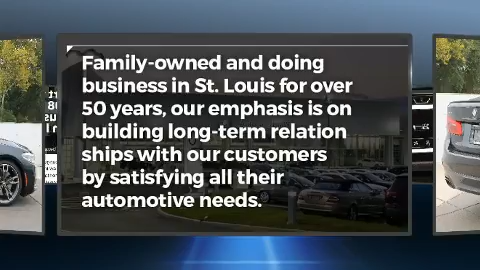 Family-owned and doing
business in St. Louis for over
50 years, our emphasis is on
building long-term relation
ships with our customers
by satisfying all their
automotive needs.